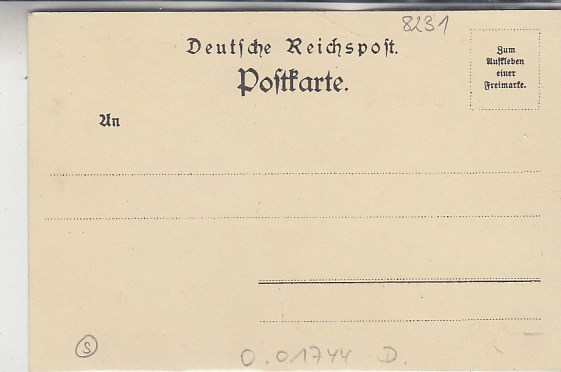 8231
Deutsche Reichspost.
Postkarte.
Zum
Aufkleben
einer
Freimarke.
An
S
0.01744 D.